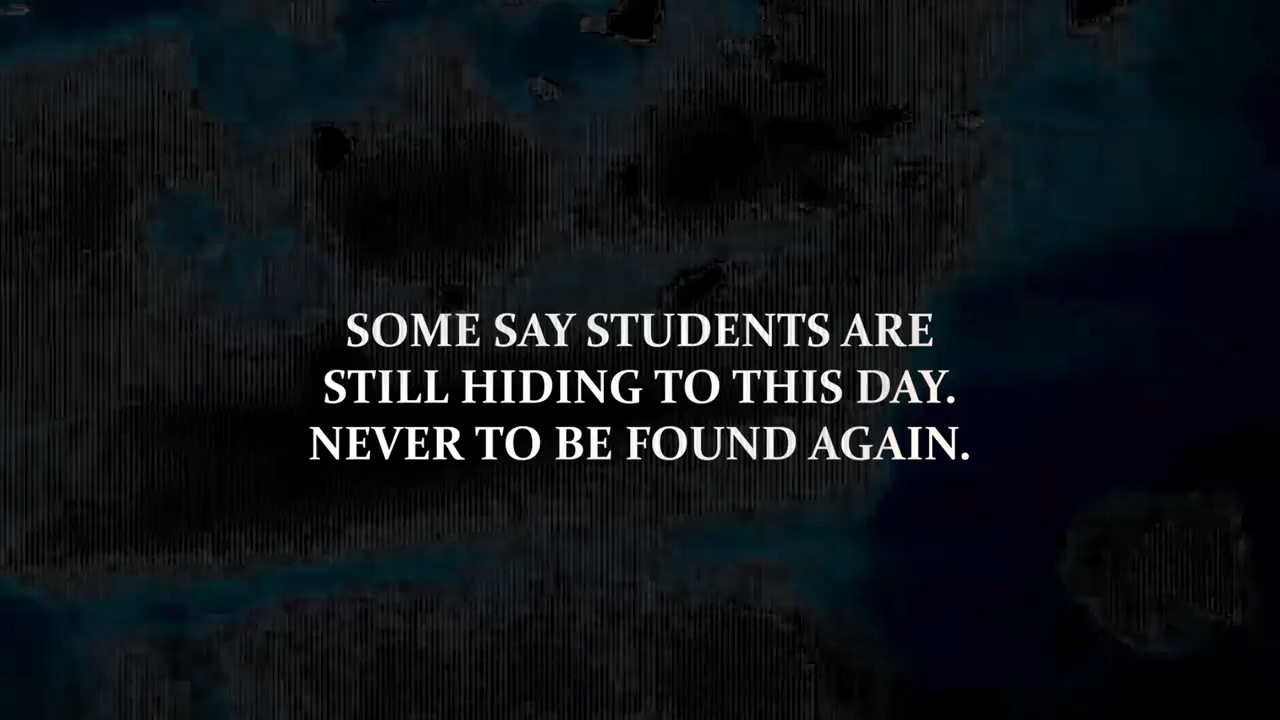 SOME SAY STUDENTS ARE
STILL HIDING TO THIS DAY.
NEVER TO BE FOUND AGAIN.